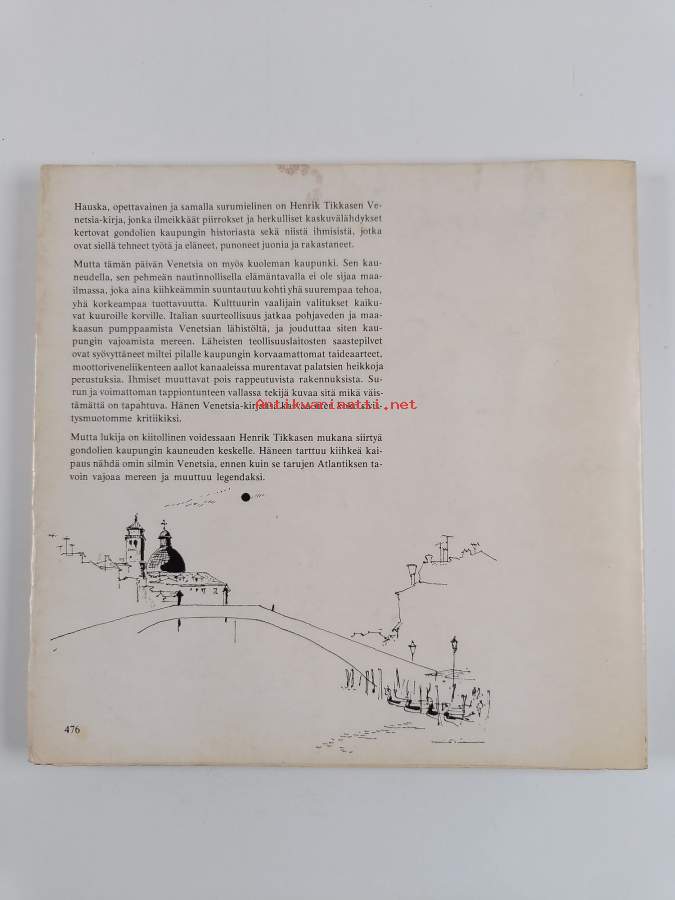 Hauska, opettavainen ja samalla surumielinen on Henrik Tikkasen Ve-
netsia-kirja, jonka ilmeikkäät piirrokset ja herkulliset kaskuvälähdykset
kertovat gondolien kaupungin historiasta sekä niistä ihmisistä, jotka
ovat siellä tehneet työtä ja eläneet, punoneet juonia ja rakastaneet.
Mutta tämän päivän Venetsia on myös kuoleman kaupunki. Sen kau-
neudella, sen pehmeän nautinnollisella elämäntavalla ei ole sijaa maa-
ilmassa, joka aina kiihkeämmin suuntautuu kohti yhä suurempaa tehoa,
yhä korkeampaa tuottavuutta. Kulttuurin vaalijain valitukset kaiku-
vat kuuroille korville. Italian suurteollisuus jatkaa pohjaveden ja maa-
kaasun pumppaamista Venetsian lähistöltä, ja jouduttaa siten kau-
pungin vajoamista mereen. Läheisten teollisuuslaitosten saastepilvet
ovat syövyttäneet miltei pilalle kaupungin korvaamattomat taideaarteet,
moottoriveneliikenteen aallot kanaaleissa murentavat palatsien heikkoja
perustuksia. Ihmiset muuttavat pois rappeutuvista rakennuksista. Su-
run ja voimattoman tappiontunteen vallassa tekijä kuvaa sitä mikä väis-
tämättä on tapahtuva. Hänen Venetsia-kirjansa
tysmuotomme kritiikiksi.
Mutta lukija on kiitollinen voidessaan Henrik Tikkasen mukana siirtyä
gondolien kaupungin kauneuden keskelle. Häneen tarttuu kiihkeä kai-
paus nähdä omin silmin Venetsia, ennen kuin se tarujen Atlantiksen ta-
voin vajoaa mereen ja muuttuu legendaksi.
Antikvariaatti.net
476